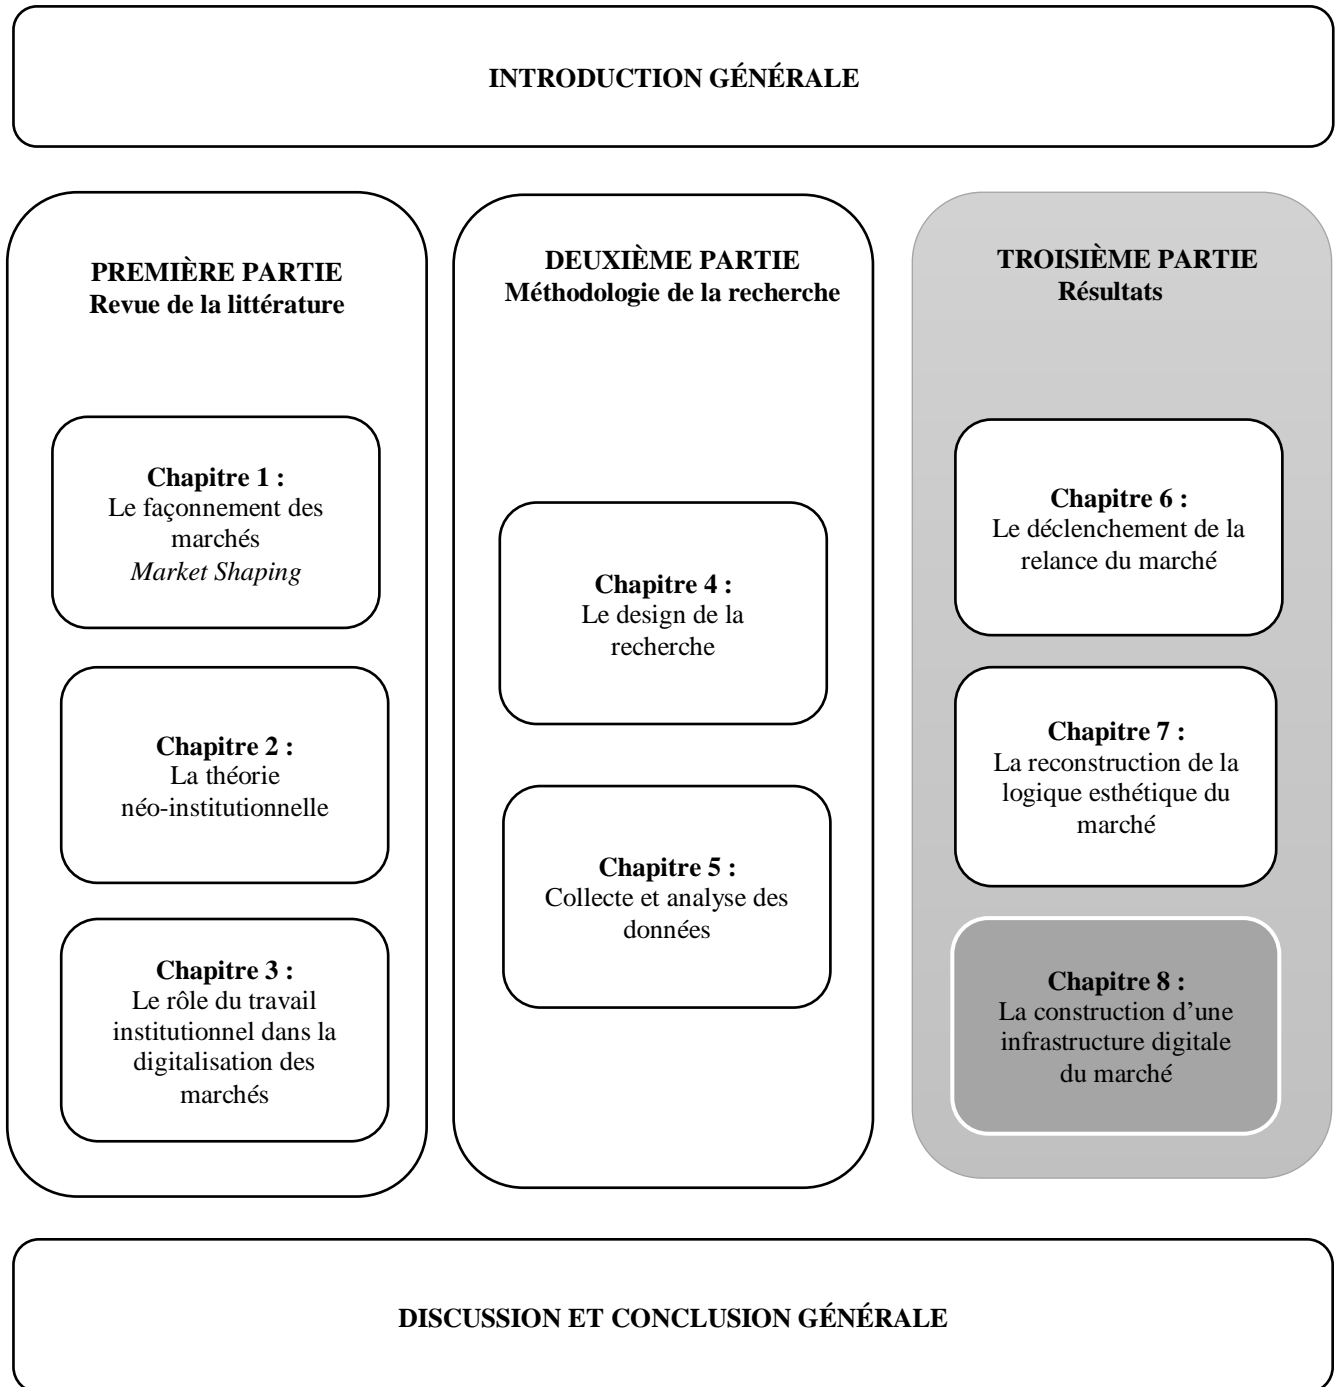 INTRODUCTION GÉNÉRALE
PREMIÈRE PARTIE
Revue de la littérature
Chapitre 1 :
Le façonnement des
marchés
Market Shaping
Chapitre 2 :
La théorie
néo-institutionnelle
Chapitre 3 :
Le rôle du travail
institutionnel dans la
digitalisation des
marchés
DEUXIÈME PARTIE
Méthodologie de la recherche
Chapitre 4 :
Le design de la
recherche
Chapitre 5 :
Collecte et analyse des
données
TROISIÈME PARTIE
Résultats
Chapitre 6 :
Le déclenchement de la
relance du marché
Chapitre 7 :
La reconstruction de la
logique esthétique du
marché
Chapitre 8 :
La construction d’une
infrastructure digitale
du marché
DISCUSSION ET CONCLUSION GÉNÉRALE